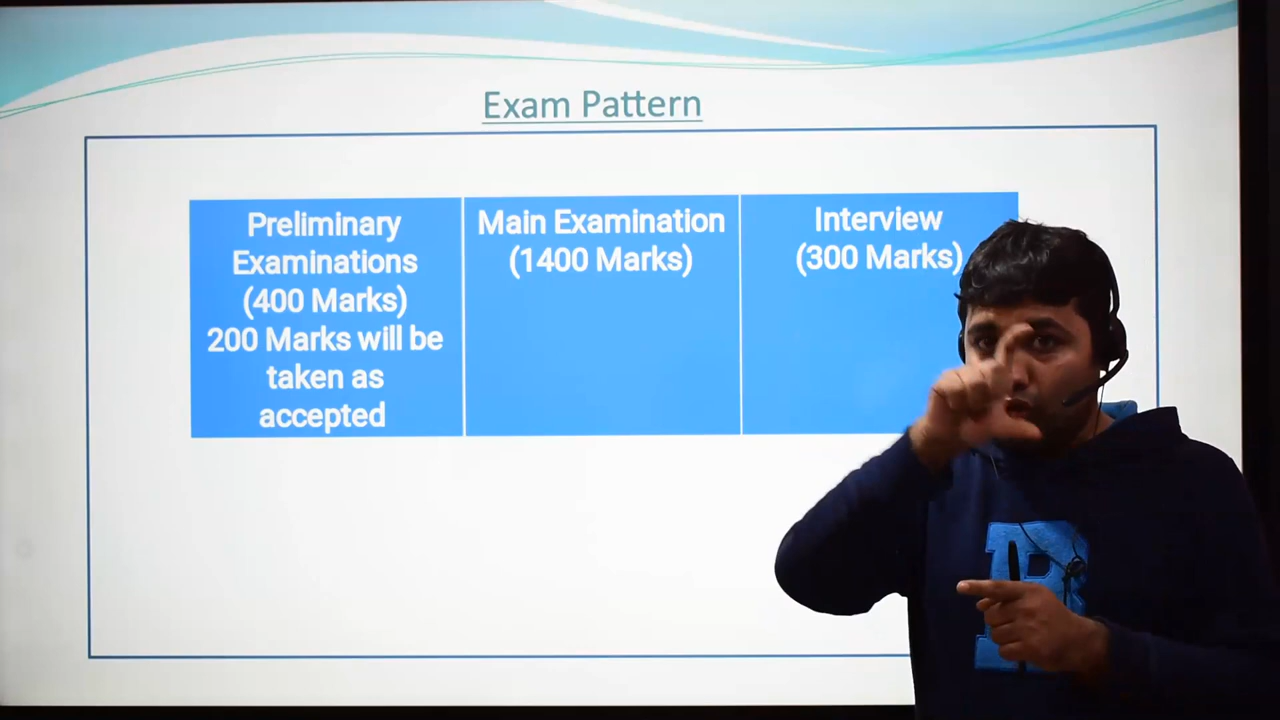 Exam Pattern
Preliminary
Examinations
(400 Marks)
200 Marks will be
taken as
accepted
Main Examination
(1400 Marks)
Interview
(300 Marks)
B